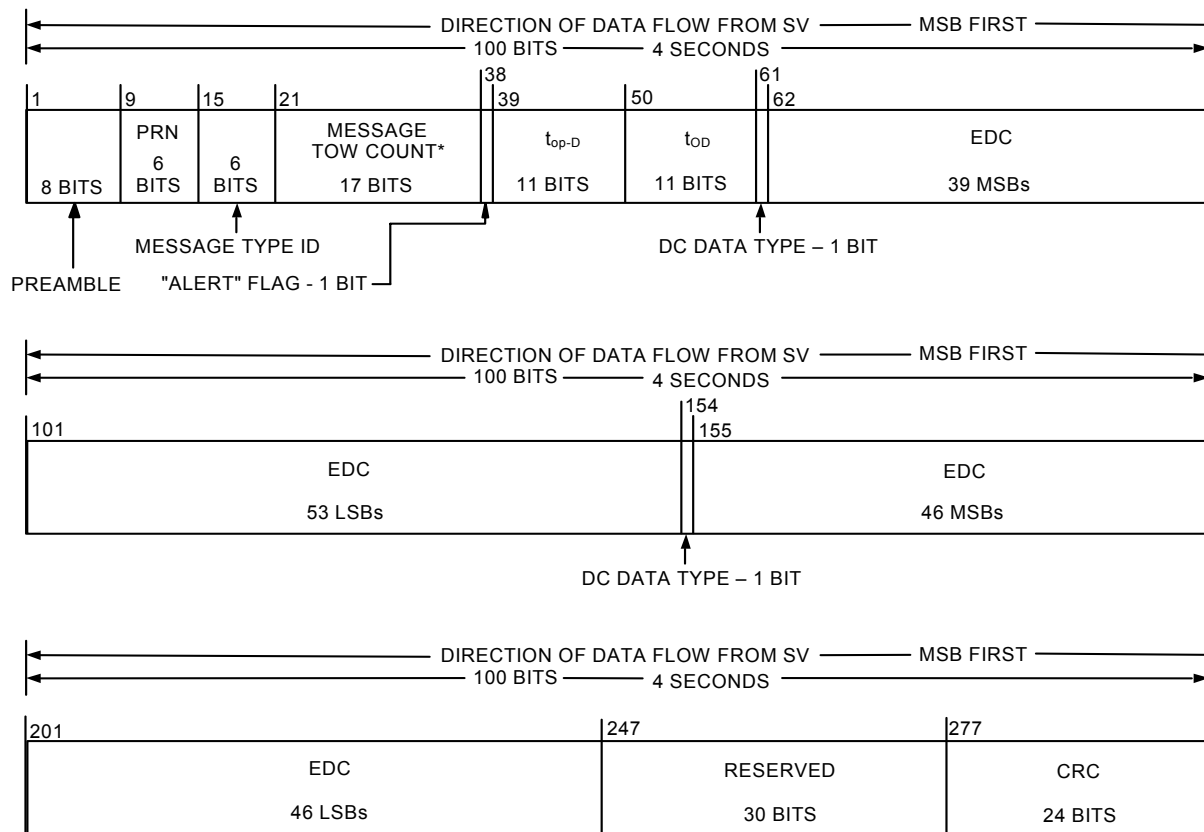 DIRECTION OF DATA FLOW FROM SV MSB FIRST
100 BITS 4 SECONDS
38 61
1 9 15 21 39 50 62
PRN MESSAGE
TOW COUNT* top-D tOD EDC
6 6
8 BITS BITS BITS 17 BITS 11 BITS 11 BITS 39 MSBs
MESSAGE TYPE ID DC DATA TYPE – 1 BIT
PREAMBLE "ALERT" FLAG - 1 BIT
DIRECTION OF DATA FLOW FROM SV MSB FIRST
100 BITS 4 SECONDS
154
101 155
EDC EDC
53 LSBs 46 MSBs
DC DATA TYPE – 1 BIT
DIRECTION OF DATA FLOW FROM SV MSB FIRST
100 BITS 4 SECONDS
201 247 277
EDC RESERVED CRC
46 LSBs 30 BITS 24 BITS